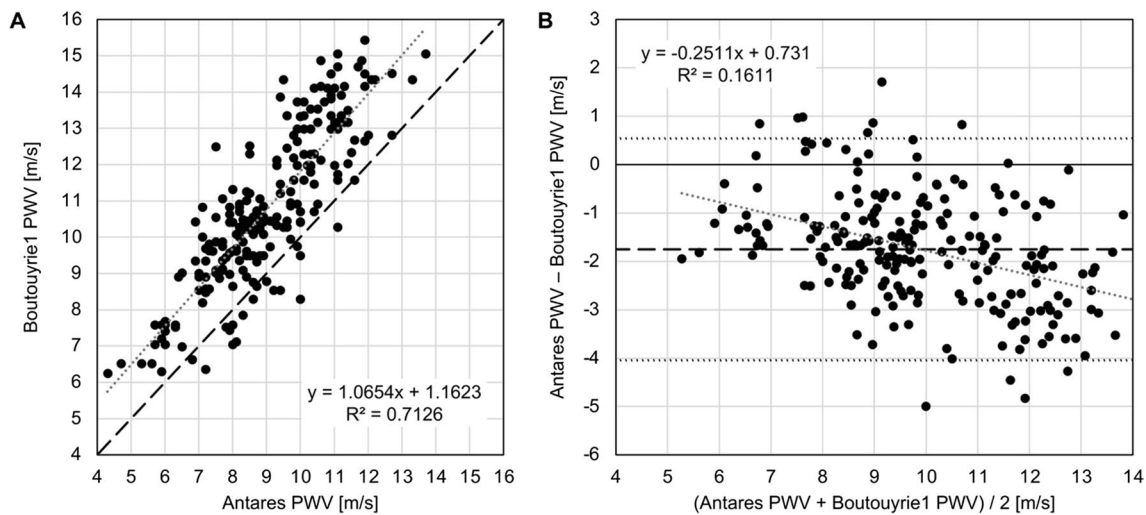 A
Boutouyrie1 PWV [m/s]
16
15
14
13
12
11
10
9
8
7
6
5
4
y = 1.0654x + 1.1623
R² = 0.7126
4 5 6 7 8 9 10 11 12 13 14 15 16
Antares PWV [m/s]
B
Antares PWV – Boutouyrie1 PWV [m/s]
3
2
1
0
-1
-2
-3
-4
-5
-6
y = -0.2511x + 0.731
R² = 0.1611
4 5 6 7 8 9 10 11 12 13 14
(Antares PWV + Boutouyrie1 PWV) / 2 [m/s]